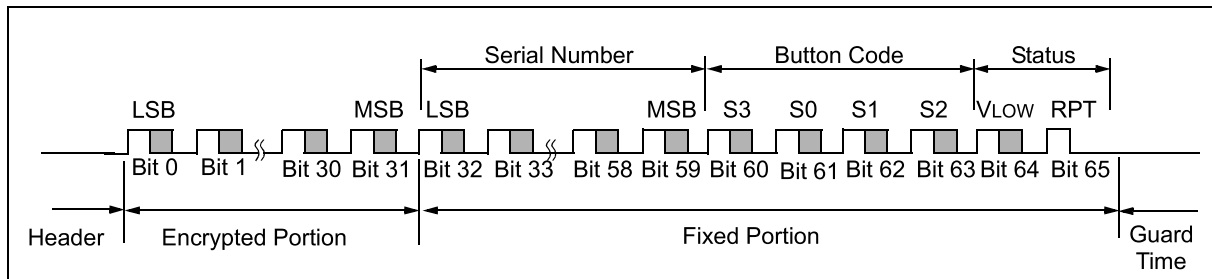 Serial Number Button Code Status
LSB MSB LSB MSB S3 S0 S1 S2 VLOW RPT
Bit 0 Bit 1 Bit 30 Bit 31 Bit 32 Bit 33 Bit 58 Bit 59 Bit 60 Bit 61 Bit 62 Bit 63 Bit 64 Bit 65
Header Encrypted Portion Fixed Portion Guard
Time